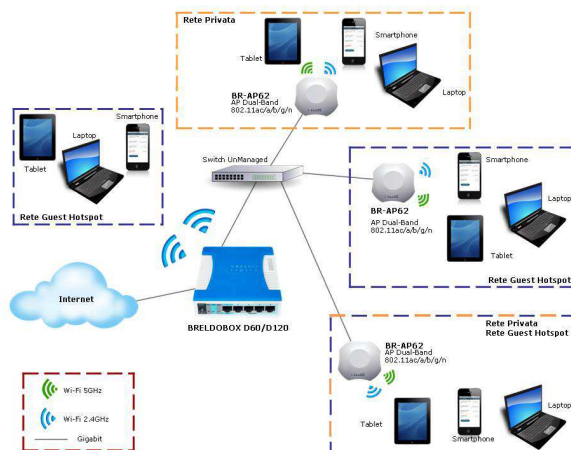 Rete Privata
Tablet
Smartphone
Laptop
BR-AP62
AP Dual-Band
802.11ac/a/b/g/n
Smartphone
Laptop
Tablet
Rete Guest Hotspot
Switch UnManaged
Smartphone
Laptop
BR-AP62
802.11ac/a/b/g/n
Tablet
Rete Guest Hotspot
Internet
BRELDOBOX D60/D120
Rete Privata
Rete Guest Hotspot
BR-AP62
AP Dual-Band
802.11ac/a/b/g/n
Laptop
Tablet
Smartphone
Wi-Fi 5GHz
Wi-Fi 2.4GHz
Gigabit